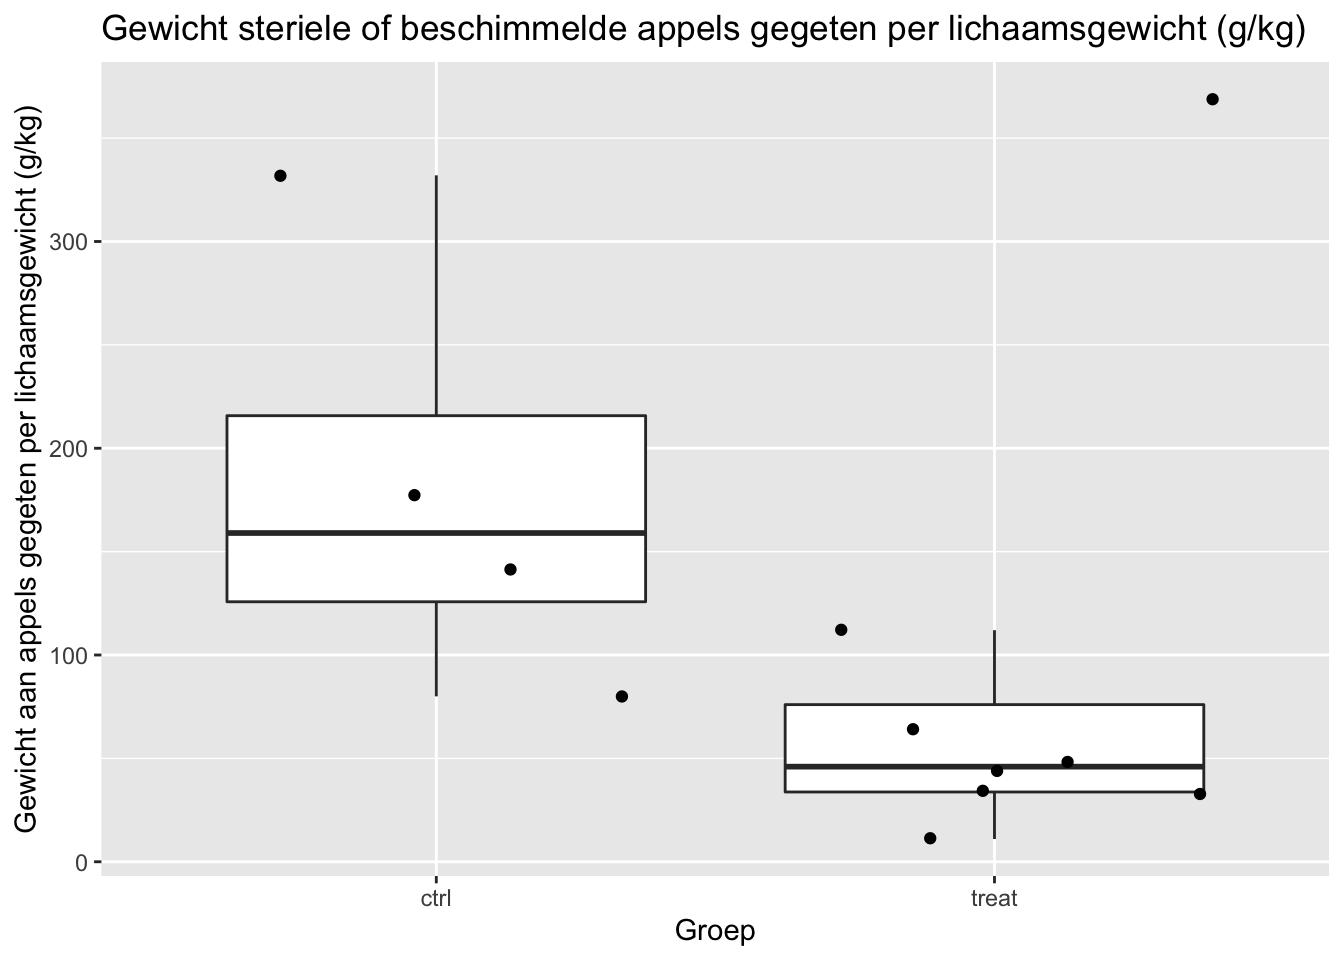 Gewicht steriele of beschimmelde appels gegeten per lichaamsgewicht (g/kg)
Gewicht aan appels gegeten per lichaamsgewicht (g/kg)
300
200
100
0
ctrl
treat
Groep